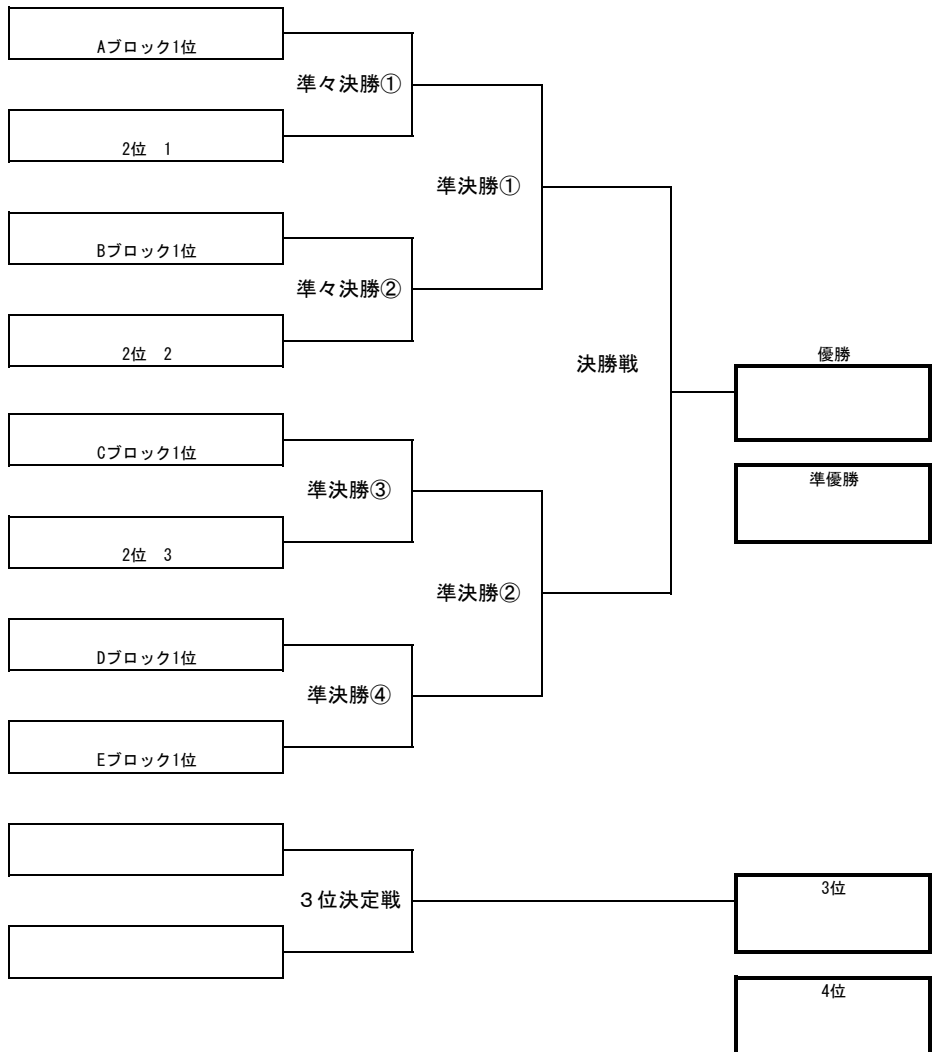 Aブロック1位
準々決勝①
2位　1
準決勝①
Bブロック1位
準々決勝②
2位　2
決勝戦
優勝
Cブロック1位
準決勝③
準優勝
2位　3
準決勝②
Dブロック1位
準決勝④
Eブロック1位
３位決定戦
3位
4位